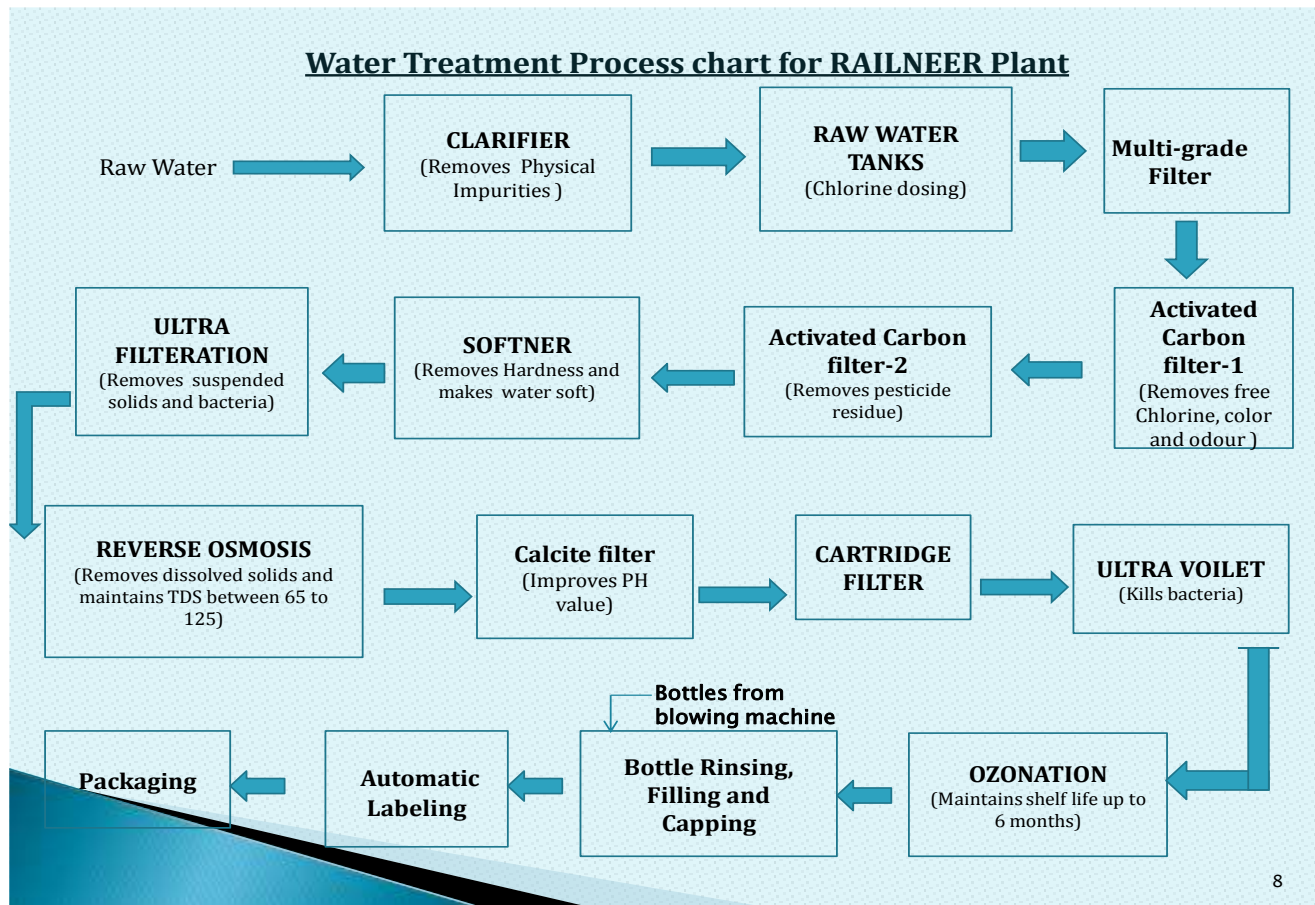 Water Treatment Process chart for RAILNEER Plant
Raw Water
CLARIFIER
(Removes Physical
Impurities )
RAW WATER
TANKS
(Chlorine dosing)
Multi-grade
Filter
Activated
Carbon
filter-1
(Removes free
Chlorine, color
and odour )
Activated Carbon
filter-2
(Removes pesticide
residue)
SOFTNER
(Removes Hardness and
makes water soft)
ULTRA
FILTERATION
(Removes suspended
solids and bacteria)
REVERSE OSMOSIS
(Removes dissolved solids and
maintains TDS between 65 to
125)
Calcite filter
(Improves PH
value)
CARTRIDGE
FILTER
ULTRA VOILET
(Kills bacteria)
OZONATION
(Maintains shelf life up to
6 months)
Bottles from
blowing machine
Bottle Rinsing,
Filling and
Capping
Automatic
Labeling
Packaging
8